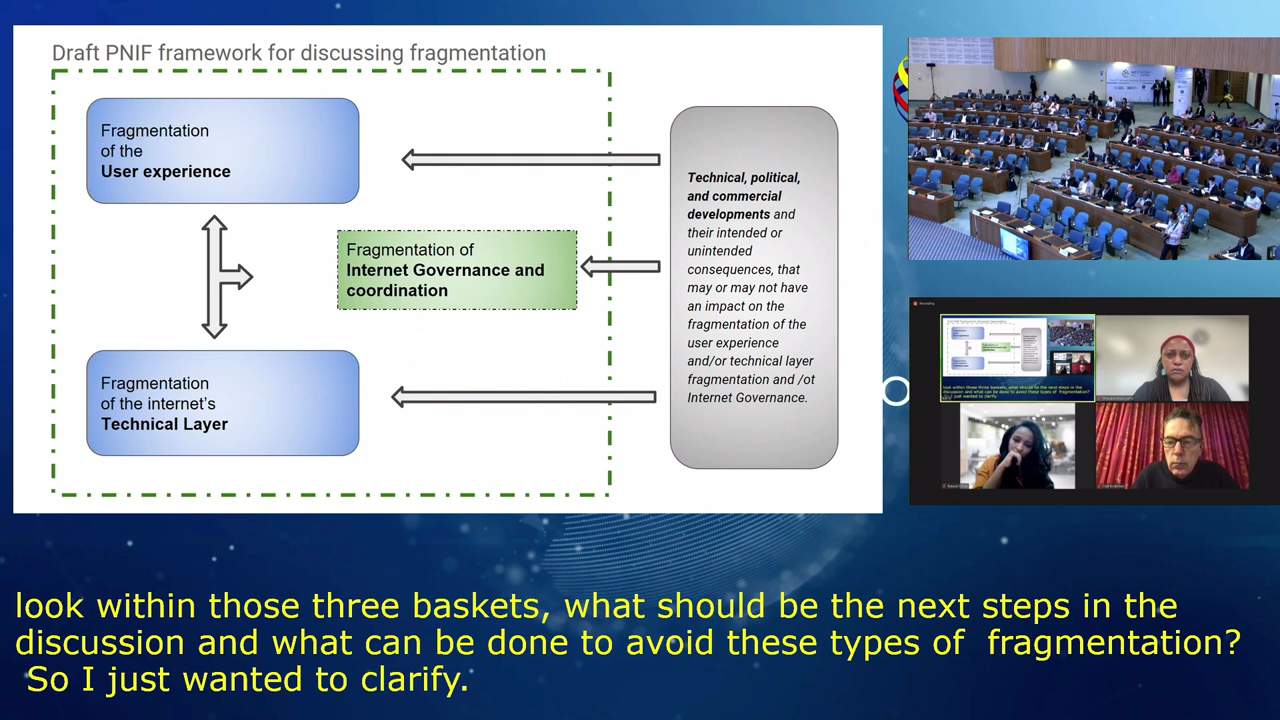 Draft PNIF framework for discussing fragmentation
Fragmentation
of the
User experience
Fragmentation of
Internet Governance and
coordination
Fragmentation
of the internet's
Technical Layer
Technical, political,
and commercial
developments and
their intended or
unintended
consequences, that
may or may not have
an impact on the
fragmentation of the
user experience
and/or technical layer
fragmentation and /ot
Internet Governance.
Recording
look within those three baskets, what should be the next steps in the
discussion and what can be done to avoid these types of  fragmentation?
So I just wanted to clarify.